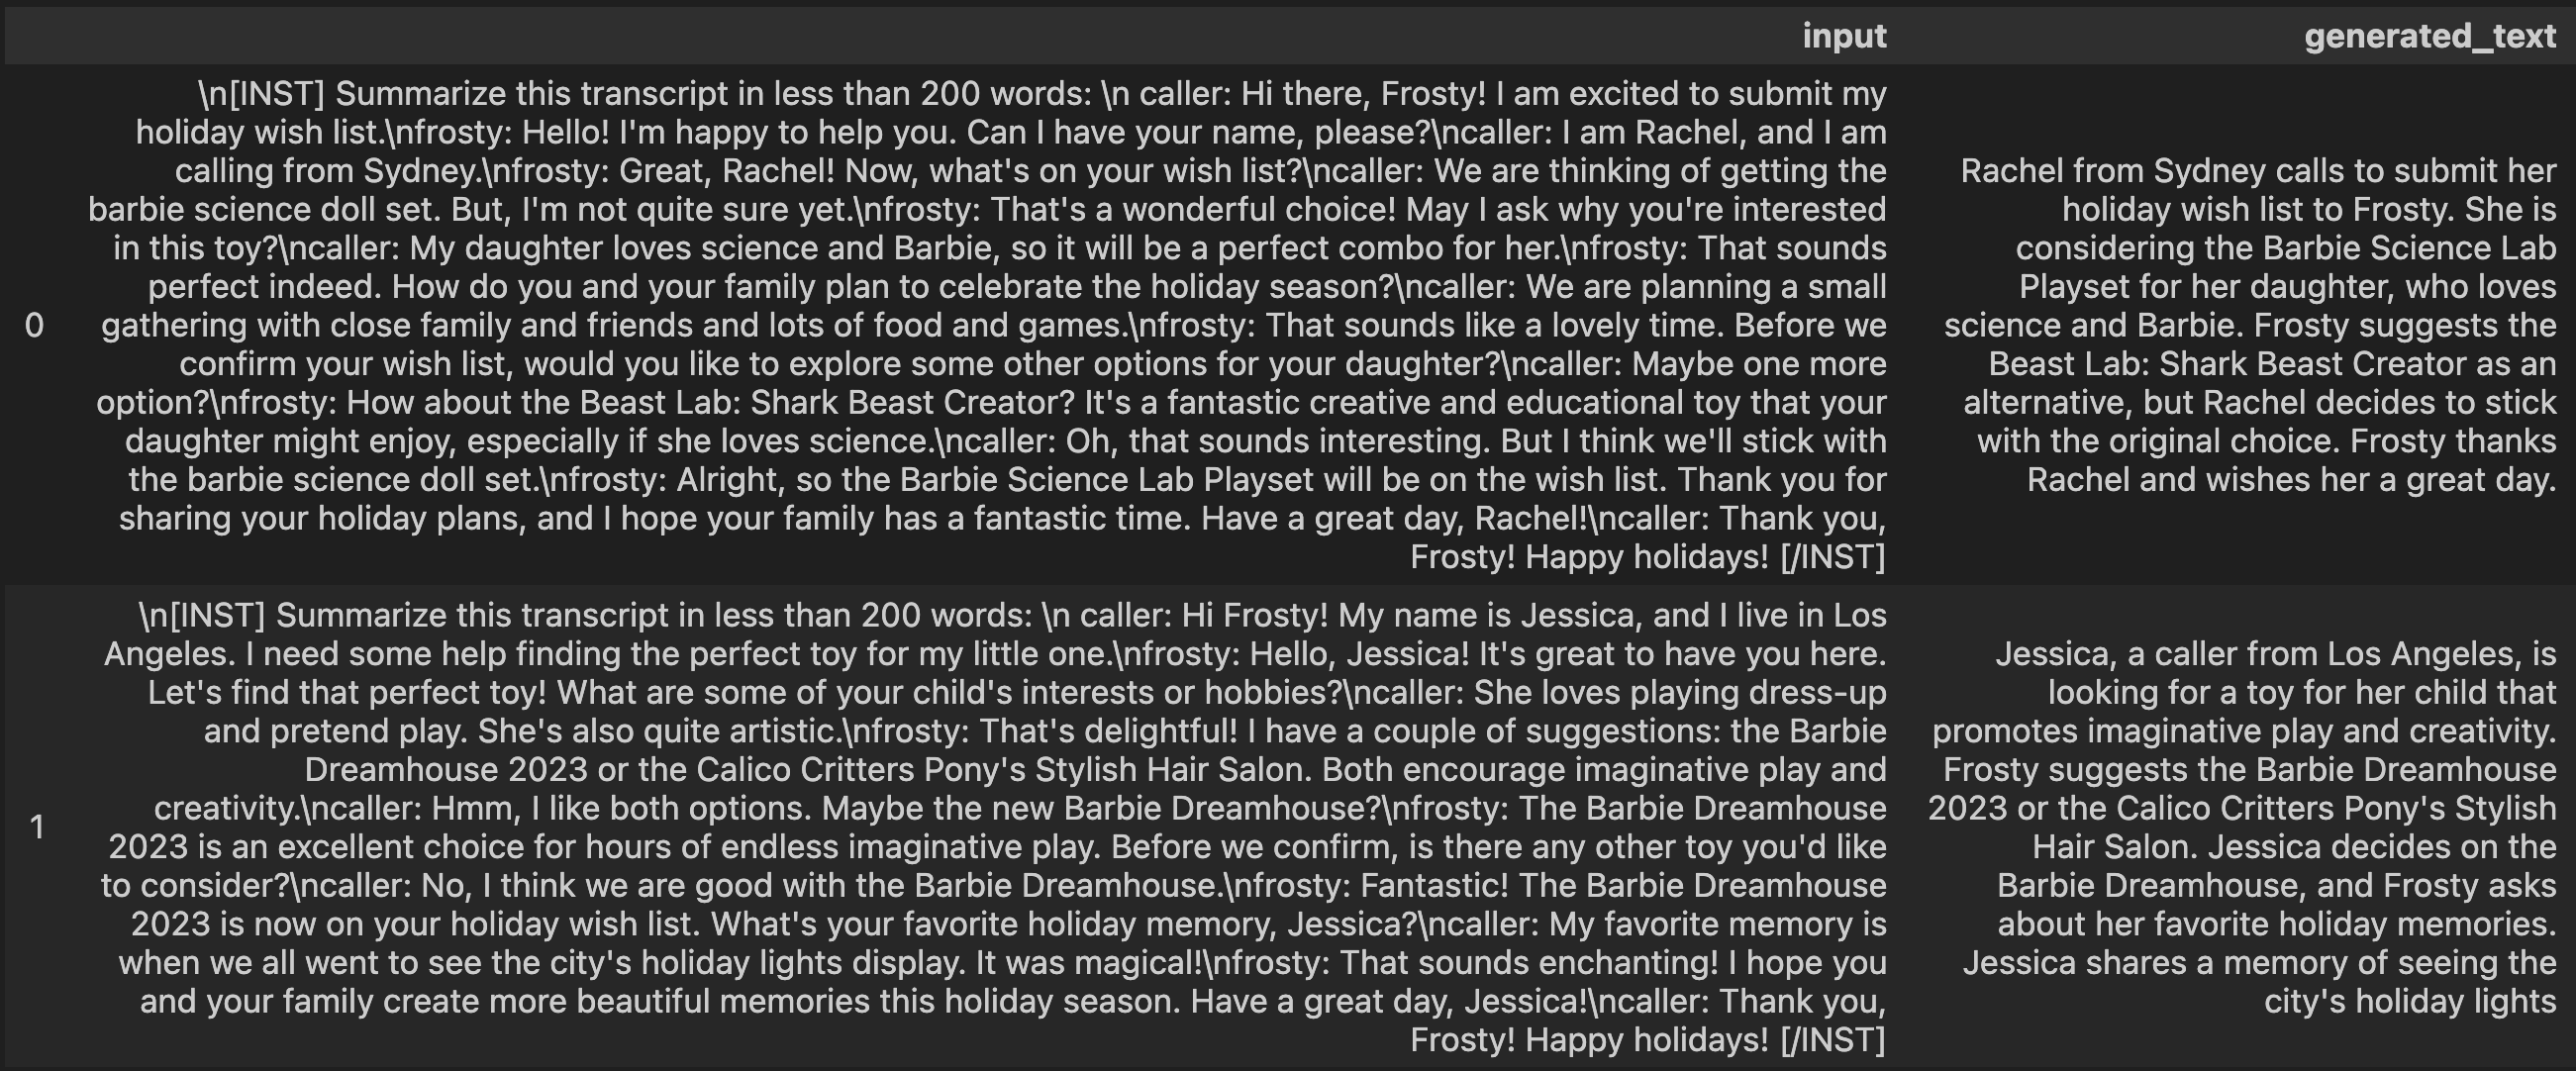 input generated_text
0
\n[INST] Summarize this transcript in less than 200 words: \n caller: Hi there, Frosty! I am excited to submit my
holiday wish list.\nfrosty: Hello! I'm happy to help you. Can I have your name, please?\ncaller: I am Rachel, and I am
calling from Sydney.\nfrosty: Great, Rachel! Now, what's on your wish list?\ncaller: We are thinking of getting the
barbie science doll set. But, I'm not quite sure yet.\nfrosty: That's a wonderful choice! May I ask why you're interested
in this toy?\ncaller: My daughter loves science and Barbie, so it will be a perfect combo for her.\nfrosty: That sounds
perfect indeed. How do you and your family plan to celebrate the holiday season?\ncaller: We are planning a small
gathering with close family and friends and lots of food and games.\nfrosty: That sounds like a lovely time. Before we
confirm your wish list, would you like to explore some other options for your daughter?\ncaller: Maybe one more
option?\nfrosty: How about the Beast Lab: Shark Beast Creator? It's a fantastic creative and educational toy that your
daughter might enjoy, especially if she loves science.\ncaller: Oh, that sounds interesting. But I think we'll stick with
the barbie science doll set.\nfrosty: Alright, so the Barbie Science Lab Playset will be on the wish list. Thank you for
sharing your holiday plans, and I hope your family has a fantastic time. Have a great day, Rachel!\ncaller: Thank you,
Frosty! Happy holidays! [/INST]
Rachel from Sydney calls to submit her
holiday wish list to Frosty. She is
considering the Barbie Science Lab
Playset for her daughter, who loves
science and Barbie. Frosty suggests the
Beast Lab: Shark Beast Creator as an
alternative, but Rachel decides to stick
with the original choice. Frosty thanks
Rachel and wishes her a great day.
1
\n[INST] Summarize this transcript in less than 200 words: \n caller: Hi Frosty! My name is Jessica, and I live in Los
Angeles. I need some help finding the perfect toy for my little one.\nfrosty: Hello, Jessica! It's great to have you here.
Let's find that perfect toy! What are some of your child's interests or hobbies?\ncaller: She loves playing dress-up
and pretend play. She's also quite artistic.\nfrosty: That's delightful! I have a couple of suggestions: the Barbie
Dreamhouse 2023 or the Calico Critters Pony's Stylish Hair Salon. Both encourage imaginative play and
creativity.\ncaller: Hmm, I like both options. Maybe the new Barbie Dreamhouse?\nfrosty: The Barbie Dreamhouse
2023 is an excellent choice for hours of endless imaginative play. Before we confirm, is there any other toy you'd like
to consider?\ncaller: No, I think we are good with the Barbie Dreamhouse.\nfrosty: Fantastic! The Barbie Dreamhouse
2023 is now on your holiday wish list. What's your favorite holiday memory, Jessica?\ncaller: My favorite memory is
when we all went to see the city's holiday lights display. It was magical!\nfrosty: That sounds enchanting! I hope you
and your family create more beautiful memories this holiday season. Have a great day, Jessica!\ncaller: Thank you,
Frosty! Happy holidays! [/INST]
Jessica, a caller from Los Angeles, is
looking for a toy for her child that
promotes imaginative play and creativity.
Frosty suggests the Barbie Dreamhouse
2023 or the Calico Critters Pony's Stylish
Hair Salon. Jessica decides on the
Barbie Dreamhouse, and Frosty asks
about her favorite holiday memories.
Jessica shares a memory of seeing the
city's holiday lights